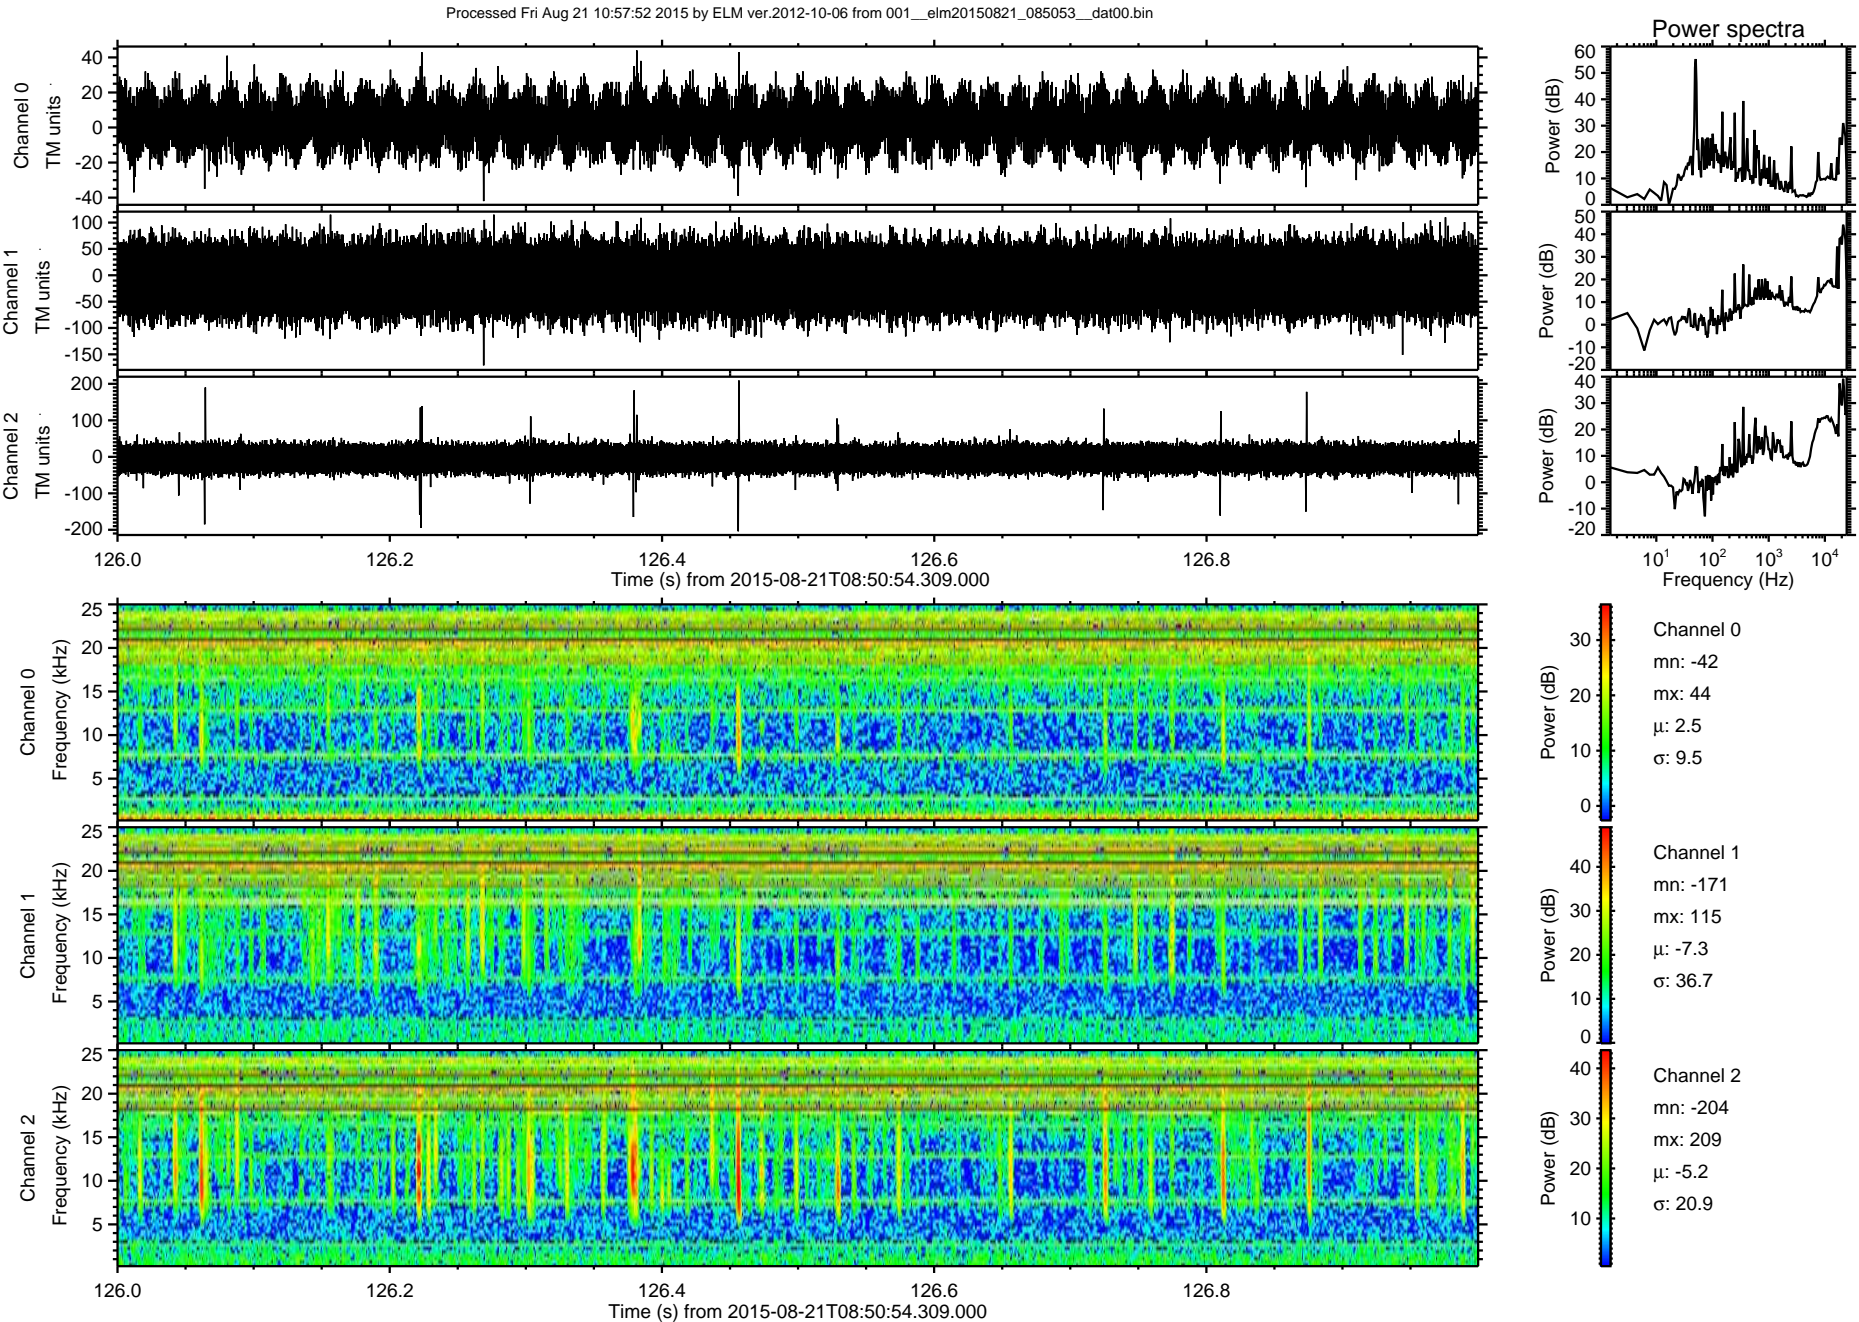 Processed Fri Aug 21 10:57:52 2015 by ELM ver.2012-10-06 from 001__elm20150821_085053__dat00.bin
Power spectra
Channel 0
TM units
40
20
0
-20
-40
Power (dB)
60
50
40
30
20
10
0
Channel 1
TM units
100
50
0
-50
-100
-150
Power (dB)
50
40
30
20
10
0
-10
-20
Channel 2
TM units
200
100
0
-100
-200
Power (dB)
40
30
20
10
0
-10
-20
126.0 126.2 126.4 126.6 126.8
Time (s) from 2015-08-21T08:50:54.309.000
10^1 10^2 10^3 10^4
Frequency (Hz)
Channel 0
Frequency (kHz)
25
20
15
10
5
Power (dB)
30
20
10
0
Channel 0
mn: -42
mx: 44
μ: 2.5
σ: 9.5
Channel 1
Frequency (kHz)
25
20
15
10
5
Power (dB)
40
30
20
10
0
Channel 1
mn: -171
mx: 115
μ: -7.3
σ: 36.7
Channel 2
Frequency (kHz)
25
20
15
10
5
Power (dB)
40
30
20
10
Channel 2
mn: -204
mx: 209
μ: -5.2
σ: 20.9
126.0 126.2 126.4 126.6 126.8
Time (s) from 2015-08-21T08:50:54.309.000